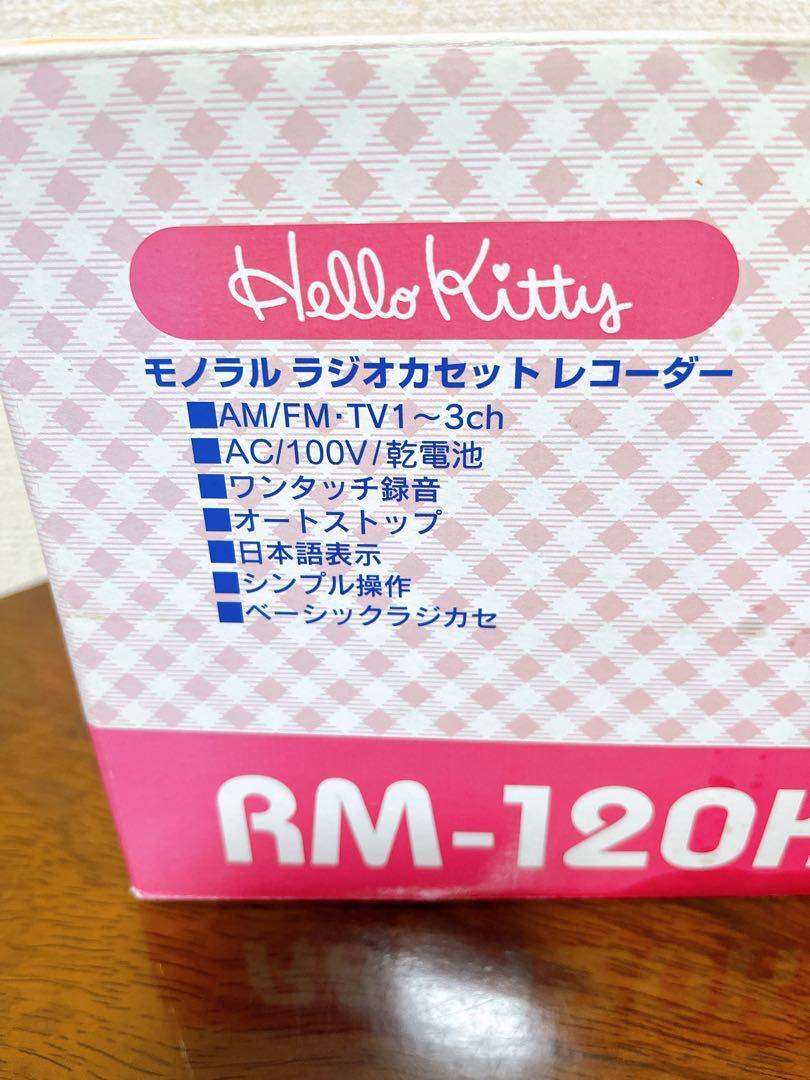 Hello Kitty
モノラル ラジオカセット レコーダー
■AM/FM・TV1～3ch
■AC/100V/乾電池
■ワンタッチ録音
■オートストップ
■日本語表示
■シンプル操作
■ベーシックラジカセ
RM-120H